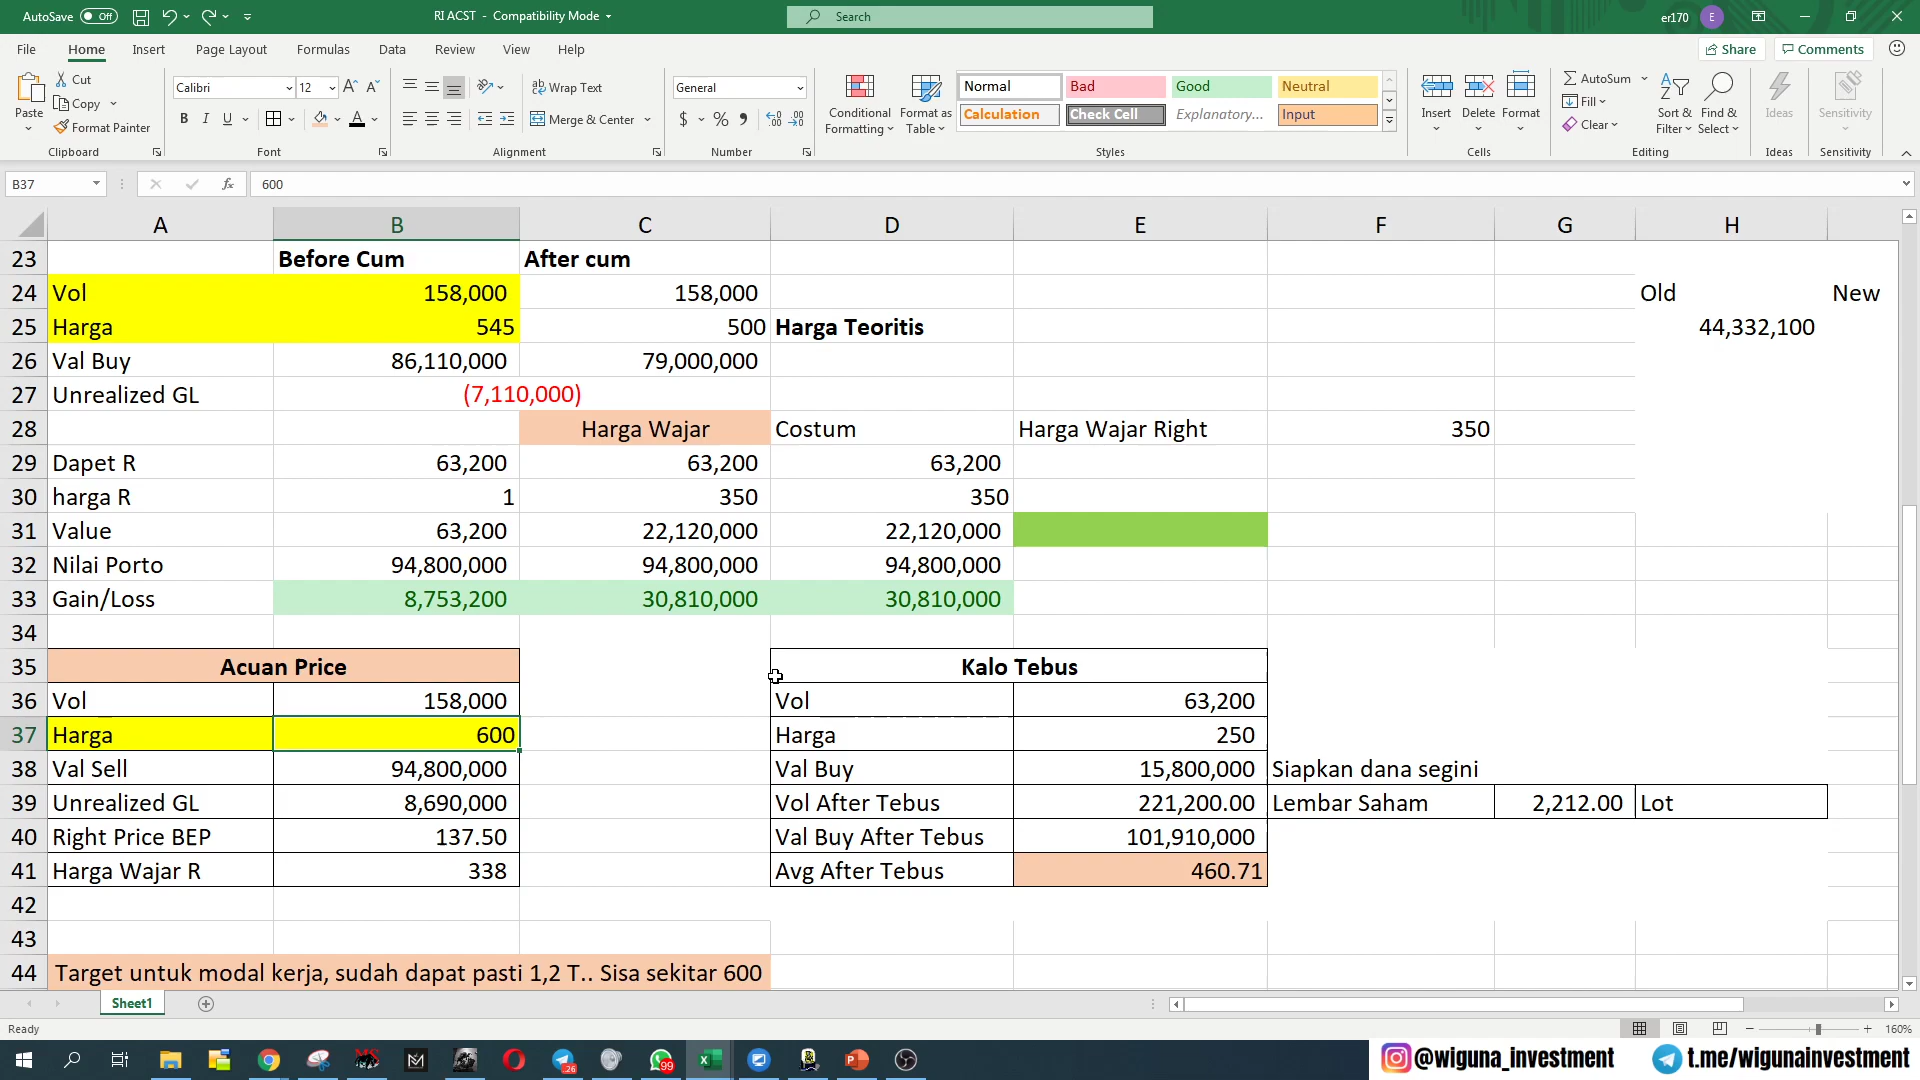 AutoSave Off
RI ACST - Compatibility Mode
Search
er170 E
File Home Insert Page Layout Formulas Data Review View Help
Share Comments
Paste Cut
Copy
Format Painter
Clipboard
Calibri 12
B I U
Font
Wrap Text
Merge & Center
Alignment
General
Number
Conditional Formatting
Format as Table
Normal Bad Good Neutral
Calculation Check Cell Explanatory... Input
Styles
Insert Delete Format
Cells
AutoSum
Fill
Clear
Sort & Filter
Find & Select
Editing
Ideas
Ideas
Sensitivity
Sensitivity
B37 fx 600
A B C D E F G H
23 Before Cum After cum
24 Vol 158,000 158,000 Old New
25 Harga 545 500 Harga Teoritis 44,332,100
26 Val Buy 86,110,000 79,000,000
27 Unrealized GL (7,110,000)
28 Harga Wajar Costum Harga Wajar Right 350
29 Dapet R 63,200 63,200 63,200
30 harga R 1 350 350
31 Value 63,200 22,120,000 22,120,000
32 Nilai Porto 94,800,000 94,800,000 94,800,000
33 Gain/Loss 8,753,200 30,810,000 30,810,000
34
35 Acuan Price Kalo Tebus
36 Vol 158,000 Vol 63,200
37 Harga 600 Harga 250
38 Val Sell 94,800,000 Val Buy 15,800,000 Siapkan dana segini
39 Unrealized GL 8,690,000 Vol After Tebus 221,200.00 Lembar Saham 2,212.00 Lot
40 Right Price BEP 137.50 Val Buy After Tebus 101,910,000
41 Harga Wajar R 338 Avg After Tebus 460.71
42
43
44 Target untuk modal kerja, sudah dapat pasti 1,2 T.. Sisa sekitar 600
Sheet1
Ready
160%
26
99
@wiguna_investment
t.me/wigunainvestment